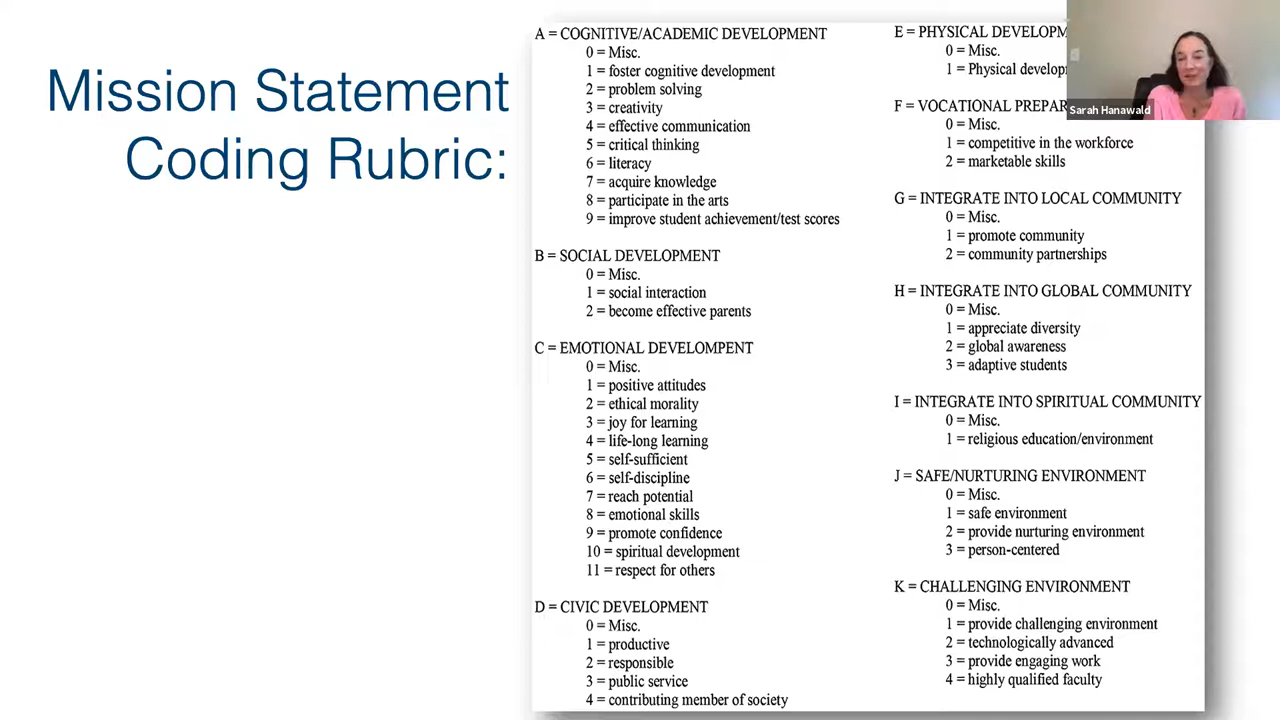 Mission Statement
Coding Rubric:
A = COGNITIVE/ACADEMIC DEVELOPMENT
0 = Misc.
1 = foster cognitive development
2 = problem solving
3 = creativity
4 = effective communication
5 = critical thinking
6 = literacy
7 = acquire knowledge
8 = participate in the arts
9 = improve student achievement/test scores
B = SOCIAL DEVELOPMENT
0 = Misc.
1 = social interaction
2 = become effective parents
C = EMOTIONAL DEVELOMPENT
0 = Misc.
1 = positive attitudes
2 = ethical morality
3 = joy for learning
4 = life-long learning
5 = self-sufficient
6 = self-discipline
7 = reach potential
8 = emotional skills
9 = promote confidence
10 = spiritual development
11 = respect for others
D = CIVIC DEVELOPMENT
0 = Misc.
1 = productive
2 = responsible
3 = public service
4 = contributing member of society
E = PHYSICAL DEVELOPM
0 = Misc.
1 = Physical develop
F = VOCATIONAL PREPAR
0 = Misc.
1 = competitive in the workforce
2 = marketable skills
G = INTEGRATE INTO LOCAL COMMUNITY
0 = Misc.
1 = promote community
2 = community partnerships
H = INTEGRATE INTO GLOBAL COMMUNITY
0 = Misc.
1 = appreciate diversity
2 = global awareness
3 = adaptive students
I = INTEGRATE INTO SPIRITUAL COMMUNITY
0 = Misc.
1 = religious education/environment
J = SAFE/NURTURING ENVIRONMENT
0 = Misc.
1 = safe environment
2 = provide nurturing environment
3 = person-centered
K = CHALLENGING ENVIRONMENT
0 = Misc.
1 = provide challenging environment
2 = technologically advanced
3 = provide engaging work
4 = highly qualified faculty
Sarah Hanawald